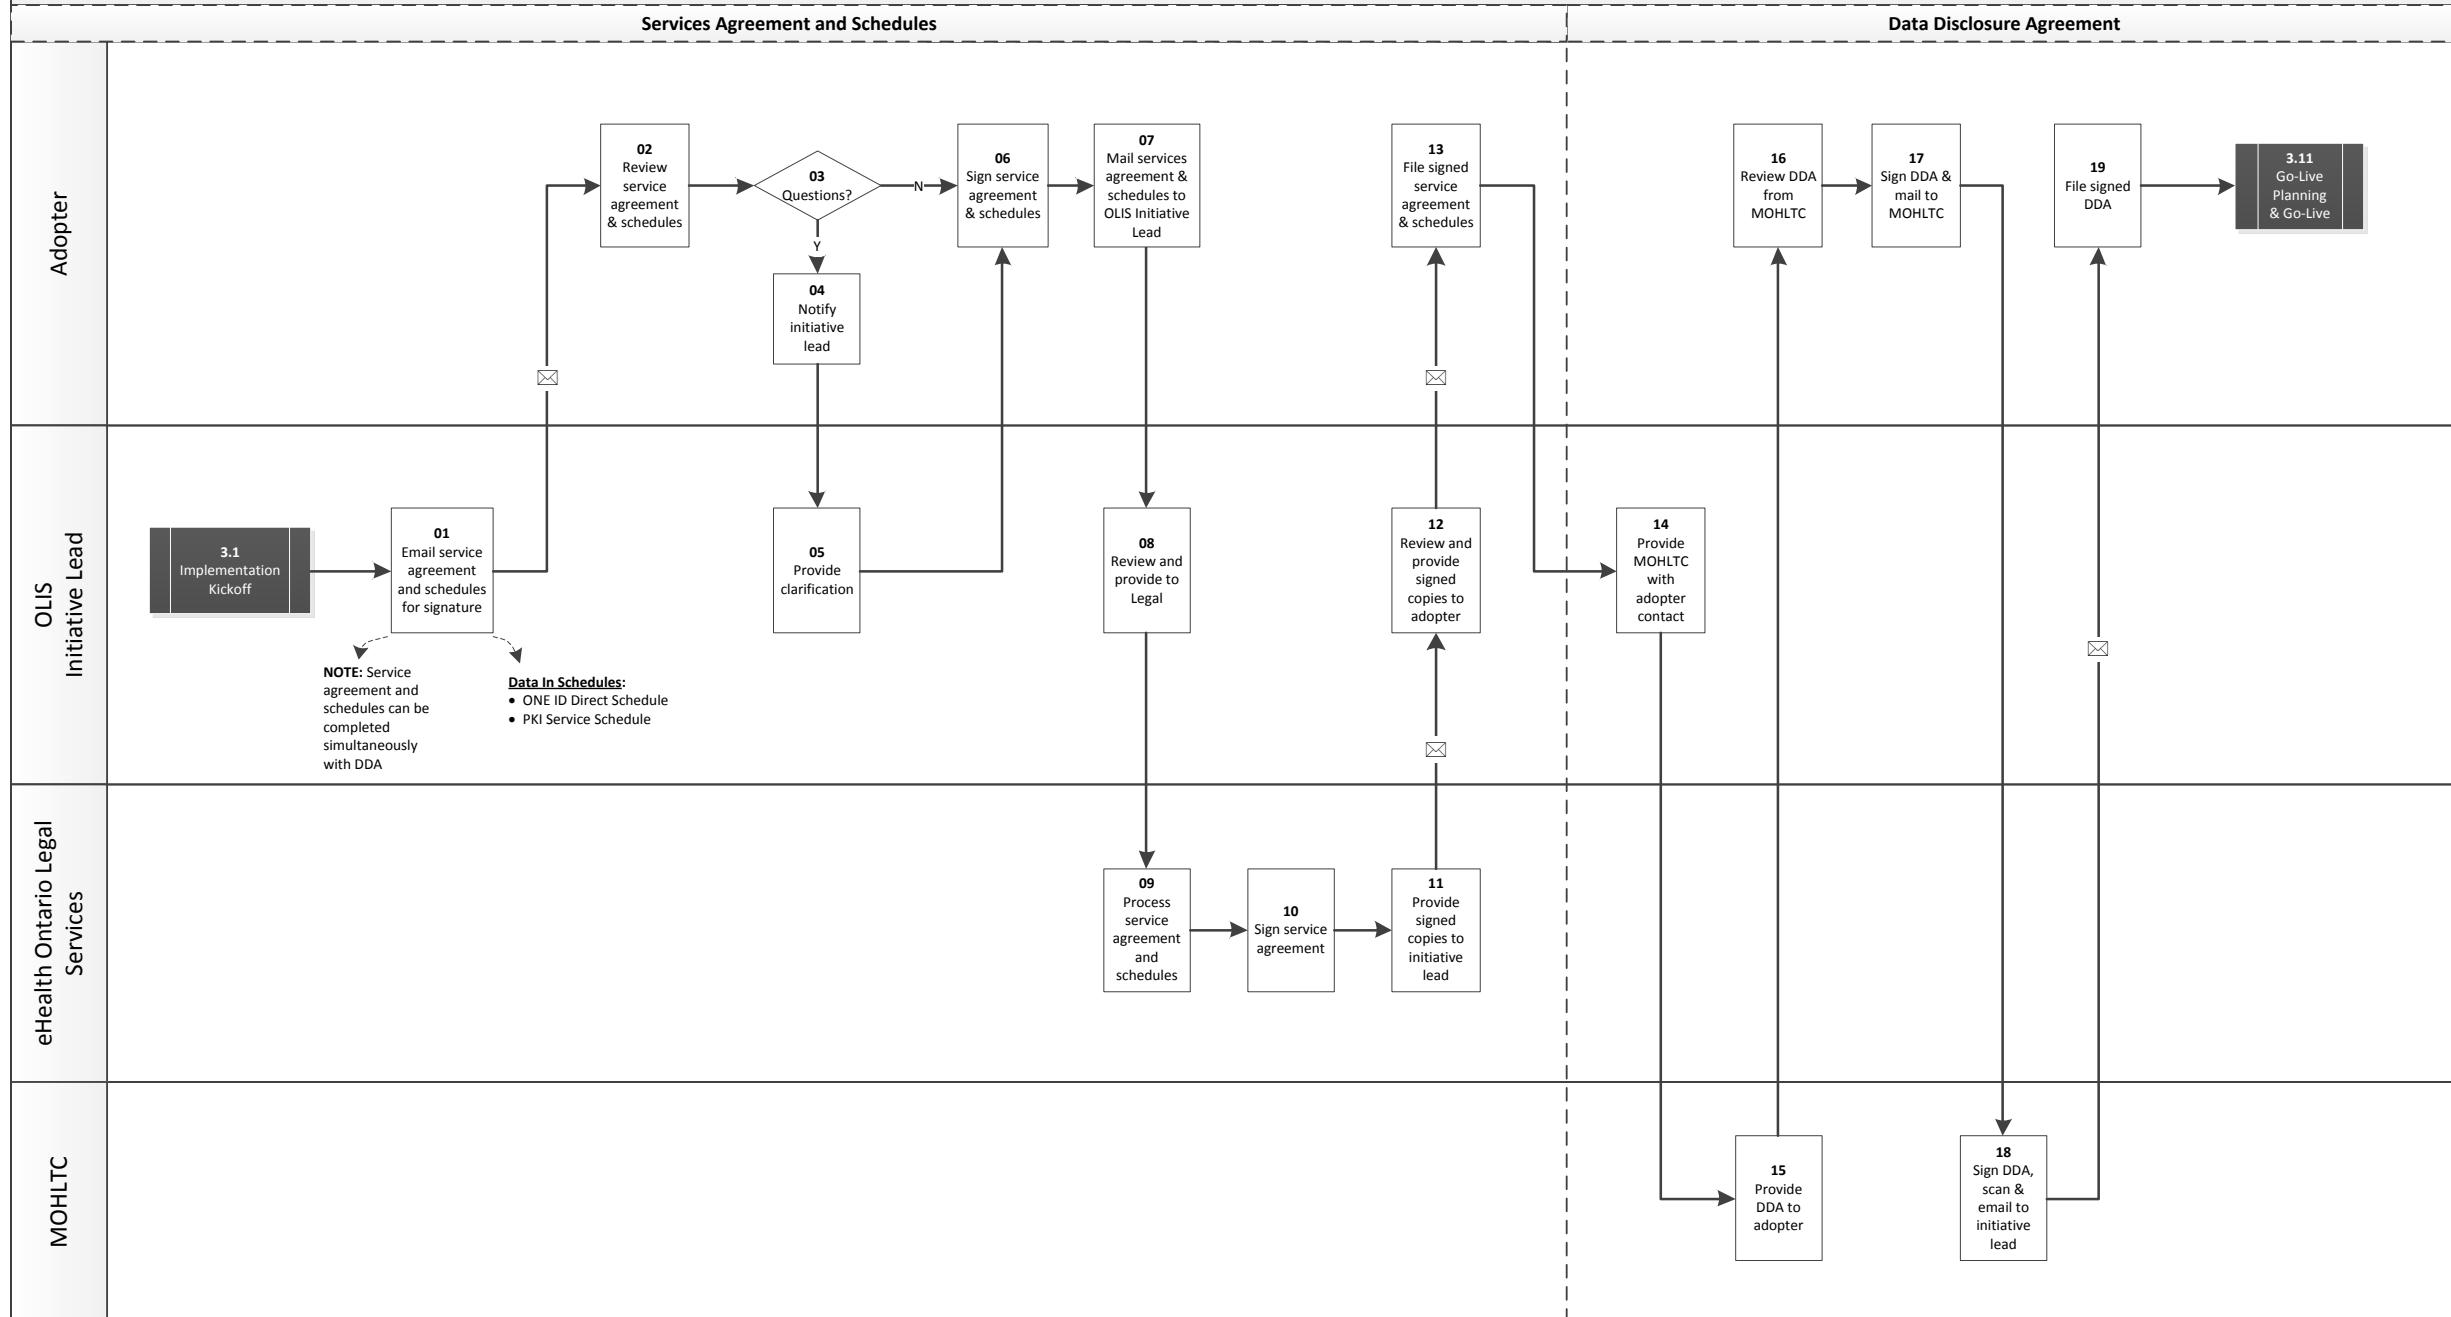 Services Agreement and Schedules
Data Disclosure Agreement
Adopter
02
Review
service
agreement
& schedules
03
Questions?
N
Y
04
Notify
initiative
lead
06
Sign service
agreement
& schedules
07
Mail services
agreement &
schedules to
OLIS Initiative
Lead
13
File signed
service
agreement
& schedules
16
Review DDA
from
MOHLTC
17
Sign DDA &
mail to
MOHLTC
19
File signed
DDA
3.11
Go-Live
Planning
& Go-Live
OLIS
Initiative Lead
3.1
Implementation
Kickoff
01
Email service
agreement
and schedules
for signature
NOTE: Service
agreement and
schedules can be
completed
simultaneously
with DDA
Data In Schedules:
• ONE ID Direct Schedule
• PKI Service Schedule
05
Provide
clarification
08
Review and
provide to
Legal
12
Review and
provide
signed
copies to
adopter
14
Provide
MOHLTC
with
adopter
contact
eHealth Ontario Legal
Services
09
Process
service
agreement
and
schedules
10
Sign service
agreement
11
Provide
signed
copies to
initiative
lead
MOHLTC
15
Provide
DDA to
adopter
18
Sign DDA,
scan &
email to
initiative
lead